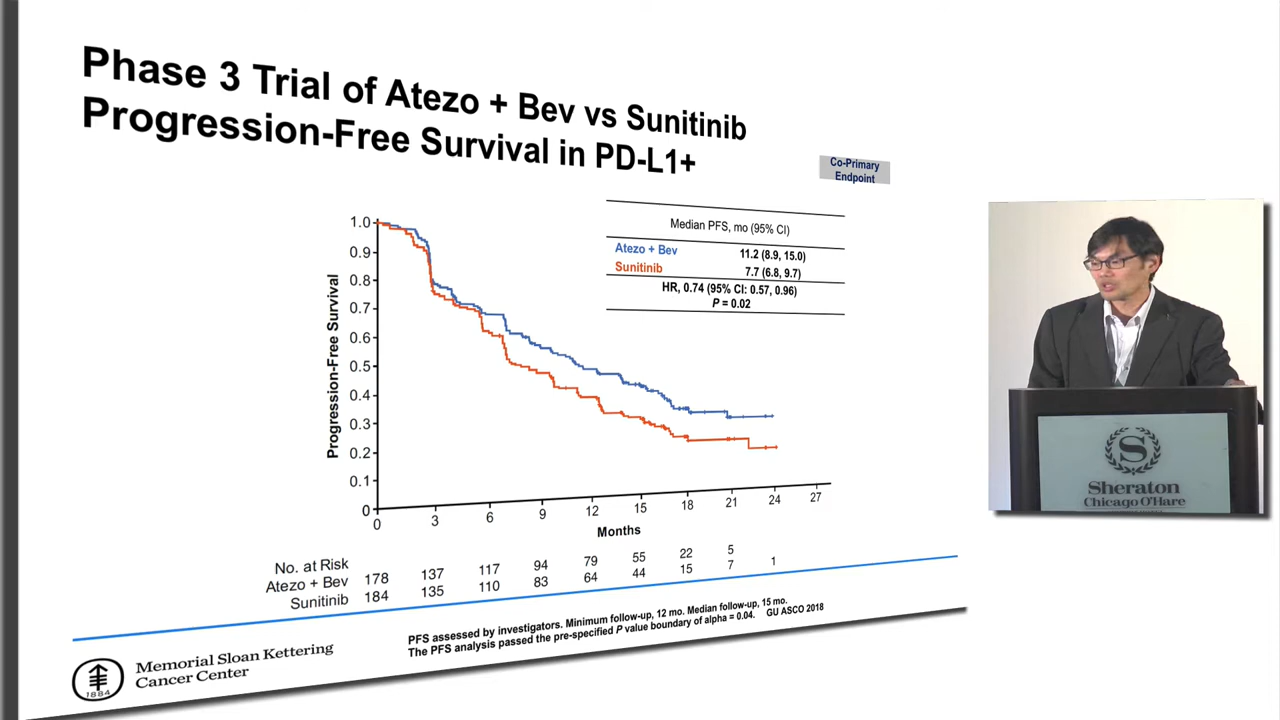 Phase 3 Trial of Atezo + Bev vs Sunitinib
Progression-Free Survival in PD-L1+
Co-Primary
Endpoint
Median PFS, mo (95% CI)
Atezo + Bev 11.2 (8.9, 15.0)
Sunitinib 7.7 (6.8, 9.7)
HR, 0.74 (95% CI: 0.57, 0.96)
P = 0.02
Progression-Free Survival
1.0
0.9
0.8
0.7
0.6
0.5
0.4
0.3
0.2
0.1
0
0 3 6 9 12 15 18 21 24 27
Months
No. at Risk
Atezo + Bev 178 137 117 94 79 55 22 5
Sunitinib 184 135 110 83 64 44 15 7 1
PFS assessed by investigators. Minimum follow-up, 12 mo. Median follow-up, 15 mo.
The PFS analysis passed the pre-specified P value boundary of alpha = 0.04. GU ASCO 2018
1884
Memorial Sloan Kettering
Cancer Center
S
Sheraton
Chicago O'Hare